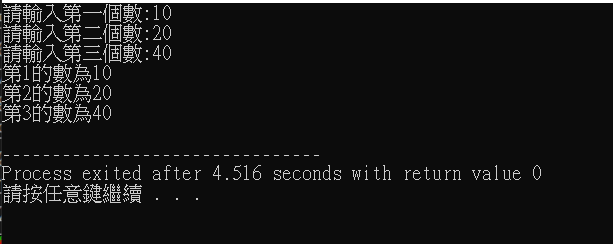 請輸入第一個數:10
請輸入第二個數:20
請輸入第三個數:40
第1的數為10
第2的數為20
第3的數為40
--------------------------------
Process exited after 4.516 seconds with return value 0
請按任意鍵繼續 . . .